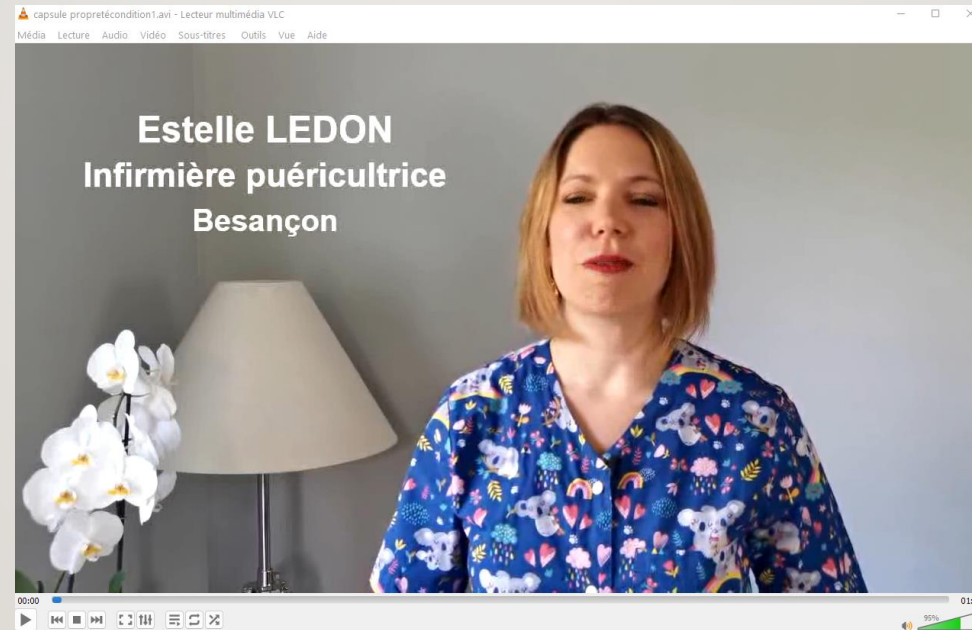 capsule propretécondition1.avi - Lecteur multimédia VLC
Média Lecture Audio Vidéo Sous-titres Outils Vue Aide
Estelle LEDON
Infirmière puéricultrice
Besançon
00:00
95%